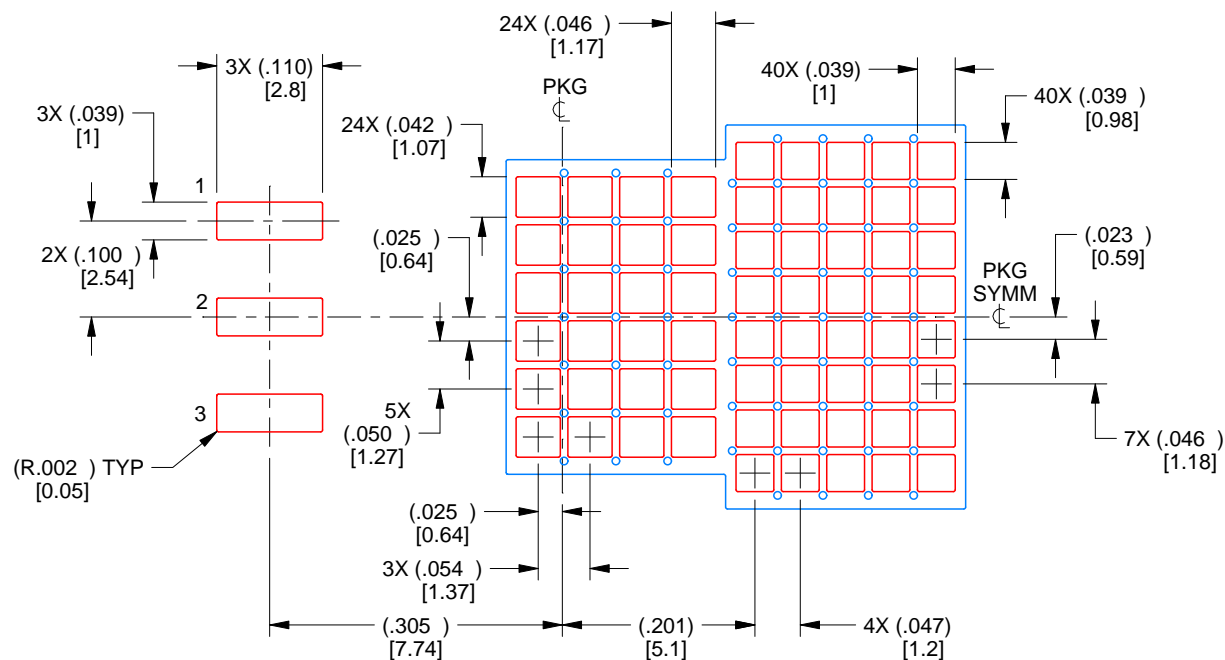 24X (.046 )
[1.17]
3X (.110)
[2.8]
PKG
℄
40X (.039)
[1]
3X (.039)
[1]
24X (.042 )
[1.07]
40X (.039 )
[0.98]
1
2X (.100 )
[2.54]
(.025 )
[0.64]
(.023 )
[0.59]
PKG
SYMM
℄
2
3
5X
(.050 )
[1.27]
7X (.046 )
[1.18]
(R.002 ) TYP
[0.05]
(.025 )
[0.64]
3X (.054 )
[1.37]
(.305 )
[7.74]
(.201)
[5.1]
4X (.047)
[1.2]